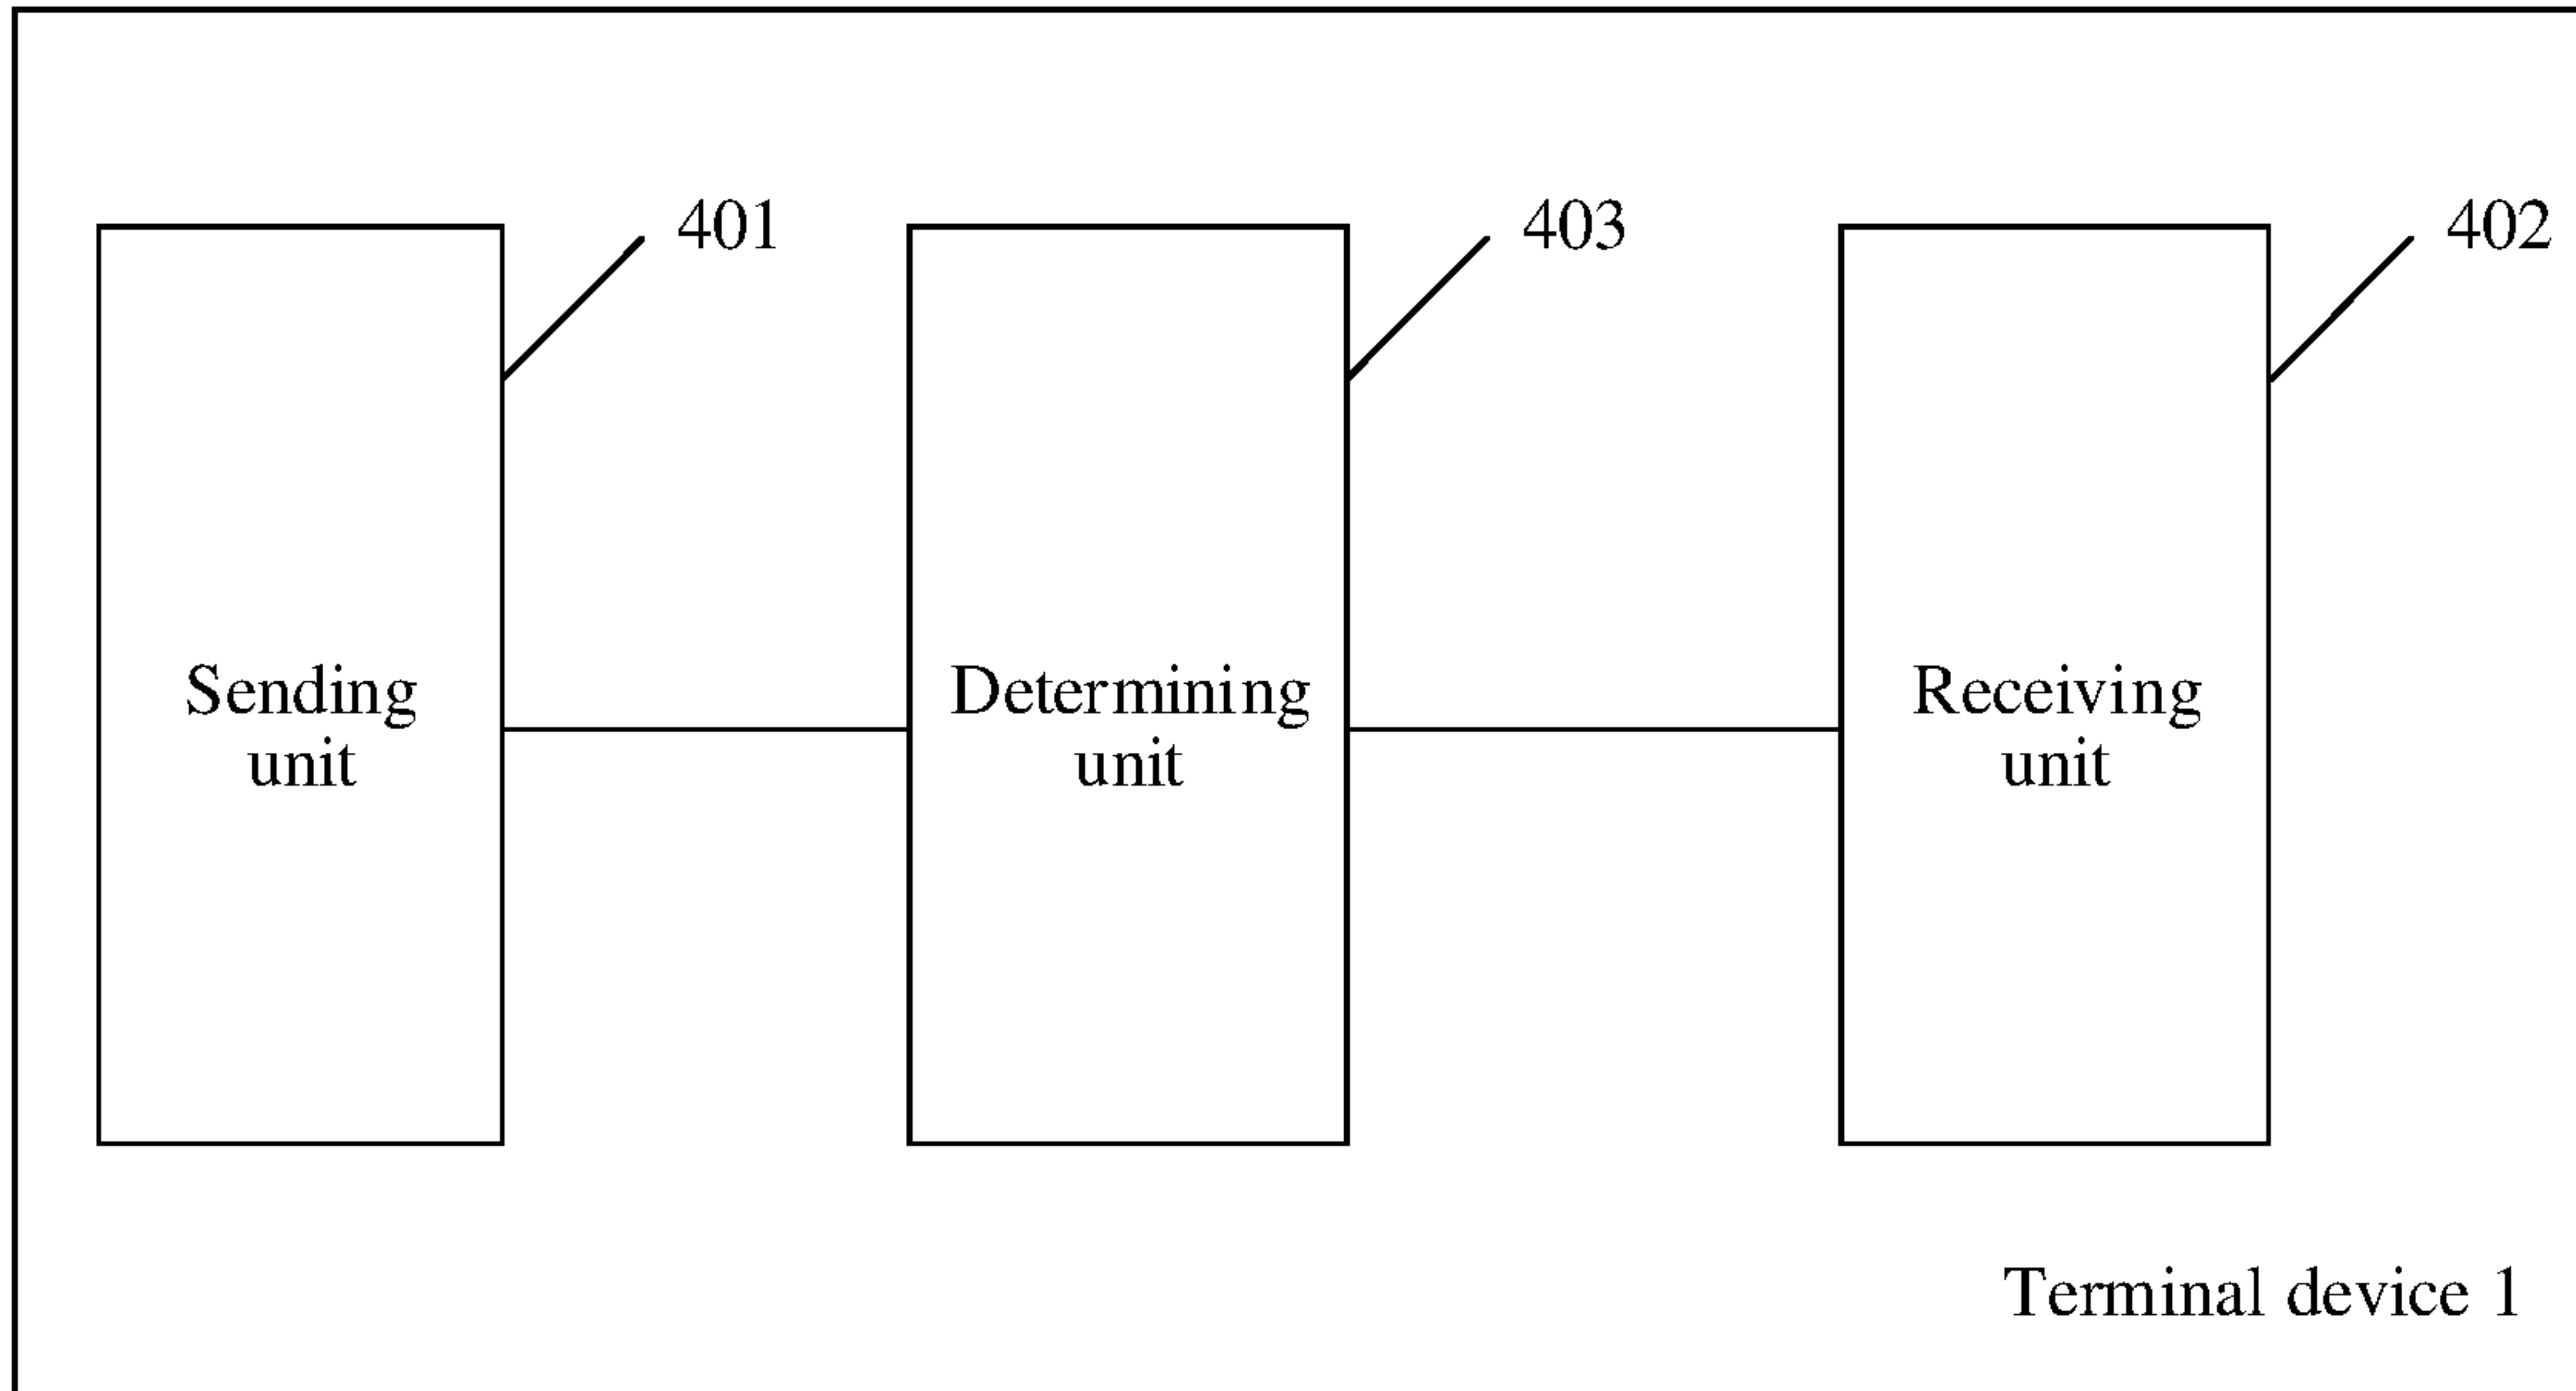 401
403
402
Sending
unit
Determining
unit
Receiving
unit
Terminal device 1